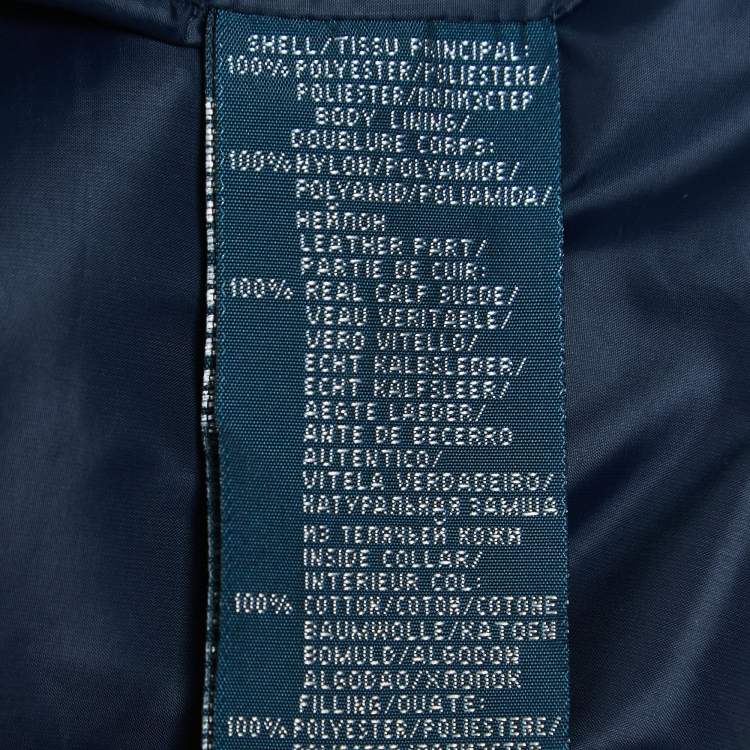 SHELL/TISSU PRINCIPAL:
100% POLYESTER/POLIESTERE/
POLIESTER/ПОЛИЭСТЕР
BODY LINING/
DOUBLURE CORPS:
100% NYLON/POLYAMIDE/
POLYAMID/POLIAMIDA/
НЕЙЛОН
LEATHER PART/
PARTIE DE CUIR:
100% REAL CALF SUEDE/
VEAU VERITABLE/
VERO VITELLO/
ECHT KALFSLEDER/
ECHT KALFSLEER/
AEGTE LAEDER/
ANTE DE BECERRO
AUTENTICO/
VITELA VERDADEIRO/
НАТУРАЛЬНАЯ ЗАМША
ИЗ ТЕЛЯЧЬЕЙ КОЖИ
INSIDE COLLAR/
INTERIEUR COL:
100% COTTON/COTON/COTONE
BAUMWOLLE/KATOEN
BOMULD/ALGODON
ALGODAO/ХЛОПОК
FILLING/OUATE:
100% POLYESTER/POLIESTERE/